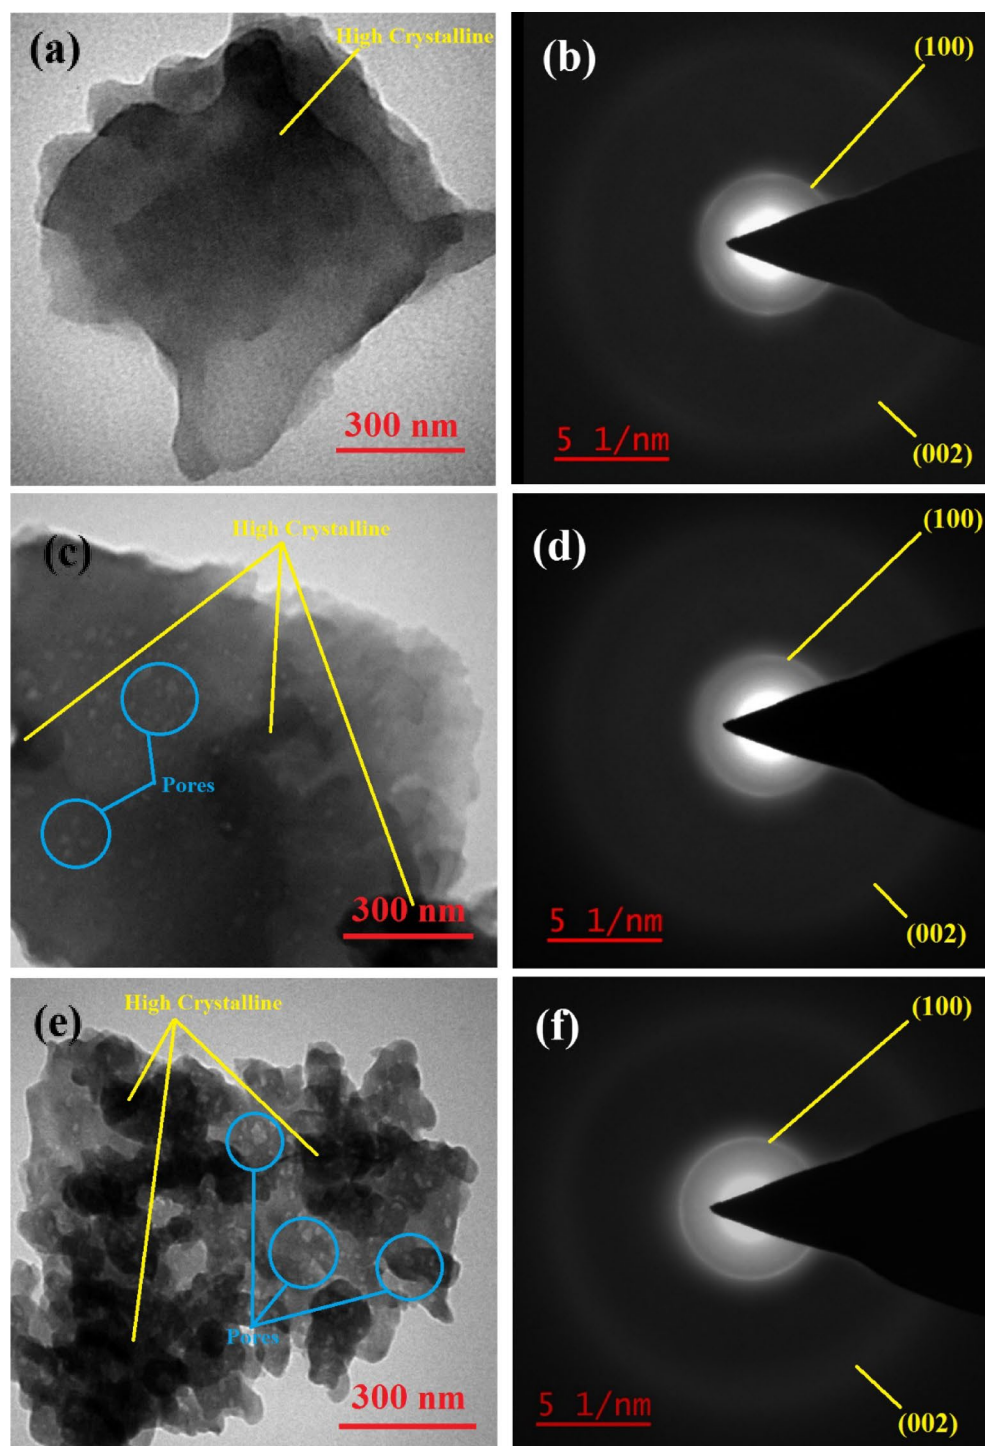 (a)
High Crystalline
300 nm
(b)
(100)
5 1/nm
(002)
(c)
High Crystalline
Pores
300 nm
(d)
(100)
5 1/nm
(002)
(e)
High Crystalline
Pores
300 nm
(f)
(100)
5 1/nm
(002)